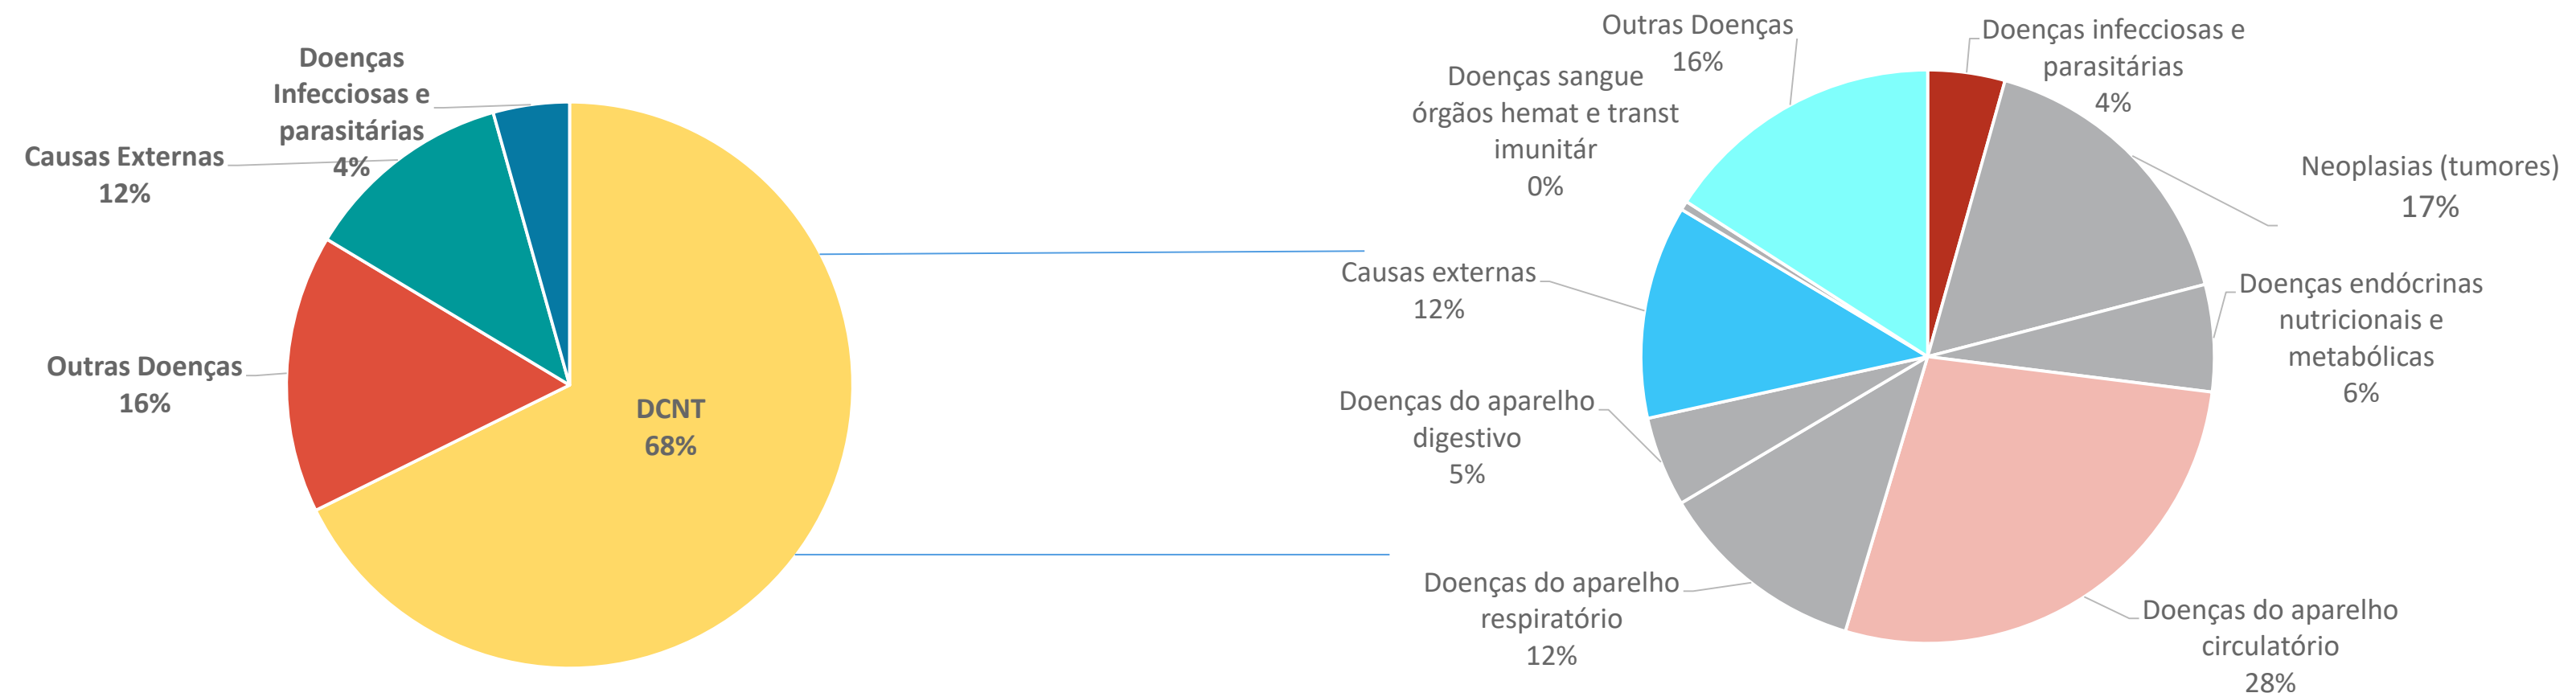 Doenças
Infecciosas e
parasitárias
4%
Causas Externas
12%
Outras Doenças
16%
DCNT
68%
Outras Doenças
16%
Doenças sangue
órgãos hemat e transt
imunitár
0%
Causas externas
12%
Doenças do aparelho
digestivo
5%
Doenças do aparelho
respiratório
12%
Doenças infecciosas e
parasitárias
4%
Neoplasias (tumores)
17%
Doenças endócrinas
nutricionais e
metabólicas
6%
Doenças do aparelho
circulatório
28%